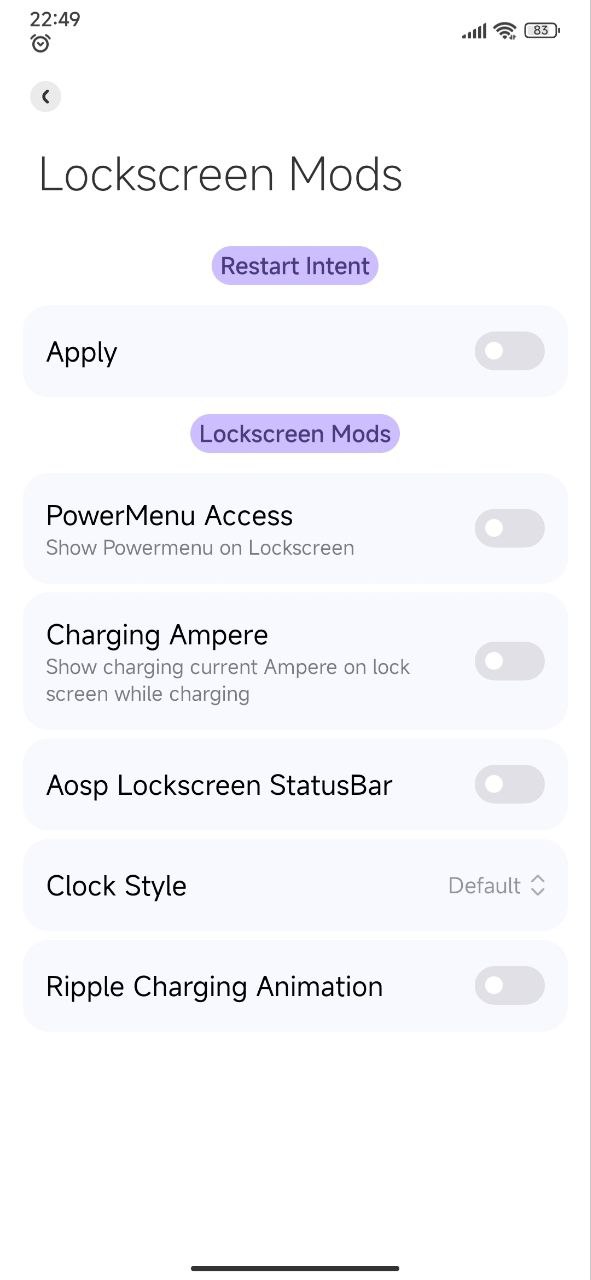 22:49
83
Lockscreen Mods
Restart Intent
Apply
Lockscreen Mods
PowerMenu Access
Show Powermenu on Lockscreen
Charging Ampere
Show charging current Ampere on lock
screen while charging
Aosp Lockscreen StatusBar
Clock Style
Default
Ripple Charging Animation